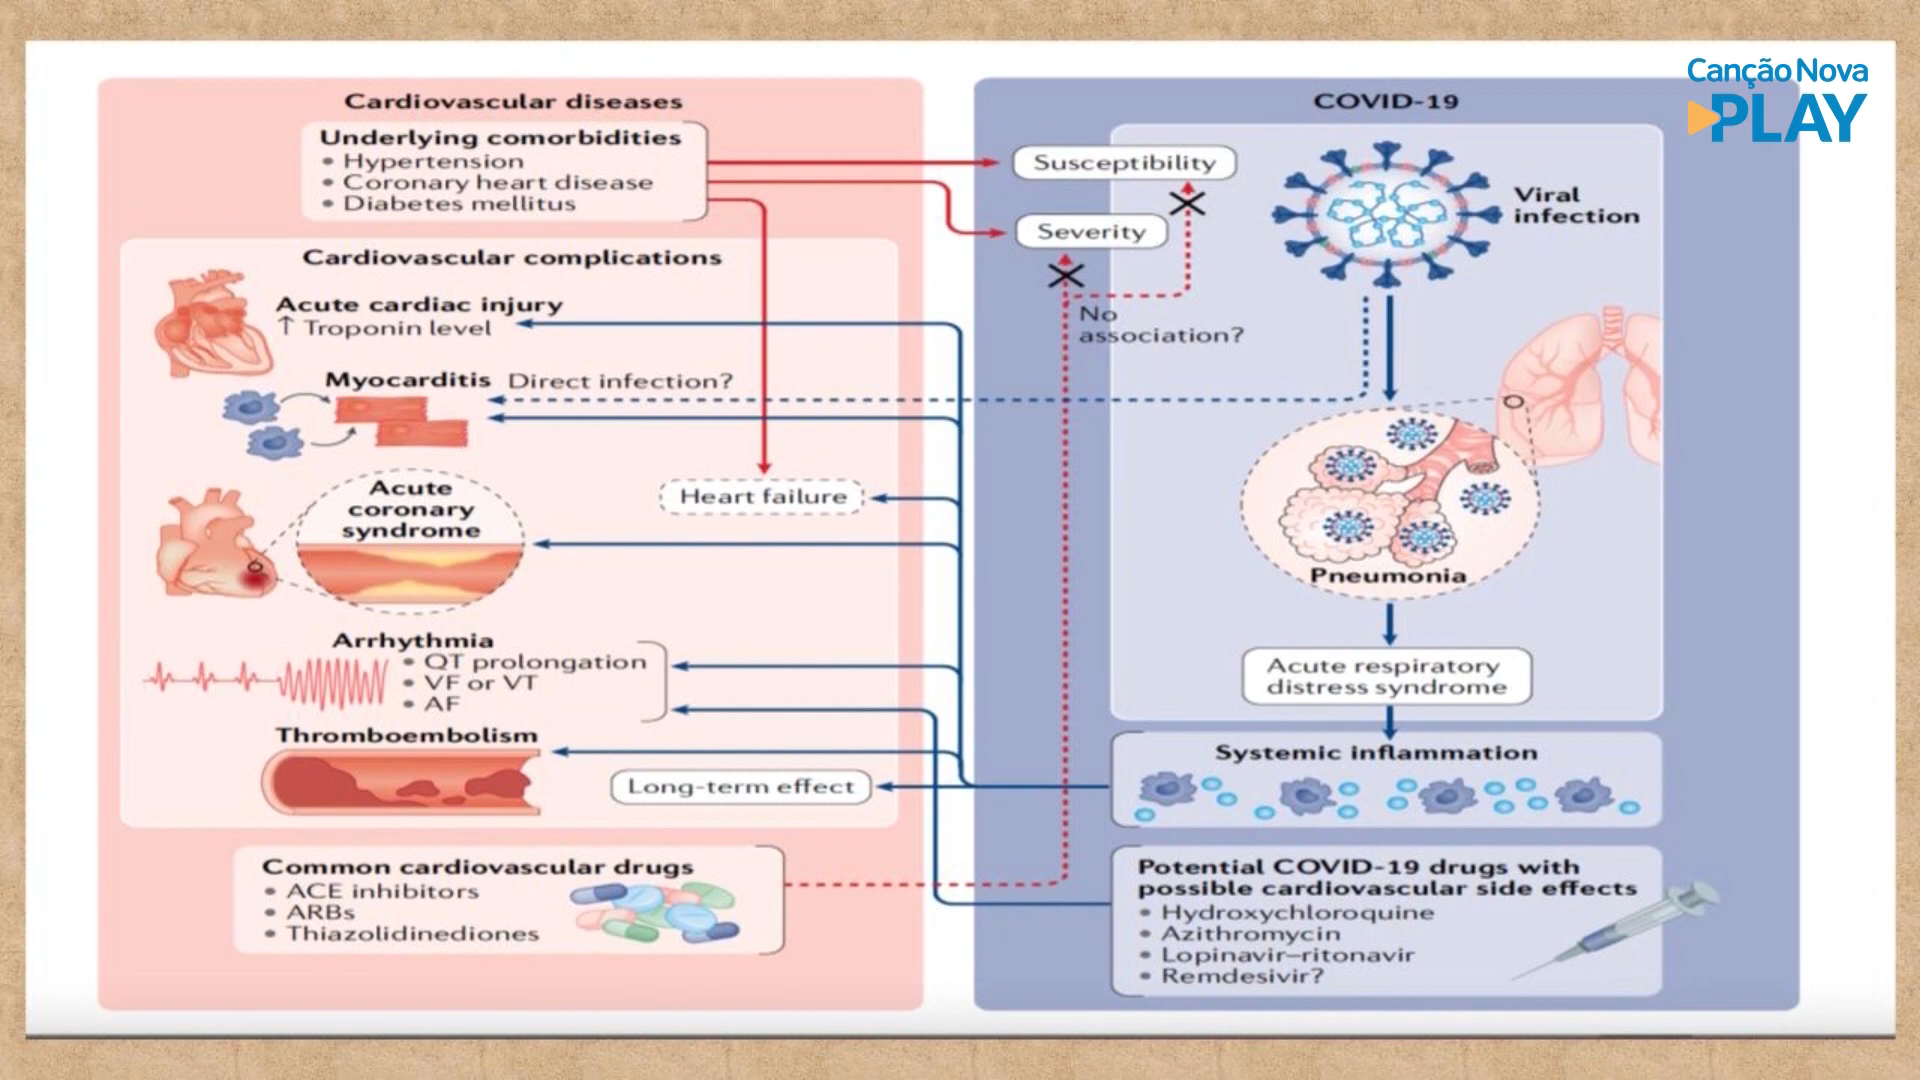 Canção Nova
PLAY
Cardiovascular diseases
Underlying comorbidities
• Hypertension
• Coronary heart disease
• Diabetes mellitus
Cardiovascular complications
Acute cardiac injury
↑ Troponin level
Myocarditis Direct infection?
Acute
coronary
syndrome
Heart failure
Arrhythmia
• QT prolongation
• VF or VT
• AF
Thromboembolism
Long-term effect
Common cardiovascular drugs
• ACE inhibitors
• ARBs
• Thiazolidinediones
COVID-19
Susceptibility
Severity
No
association?
Viral
infection
Pneumonia
Acute respiratory
distress syndrome
Systemic inflammation
Potential COVID-19 drugs with
possible cardiovascular side effects
• Hydroxychloroquine
• Azithromycin
• Lopinavir–ritonavir
• Remdesivir?